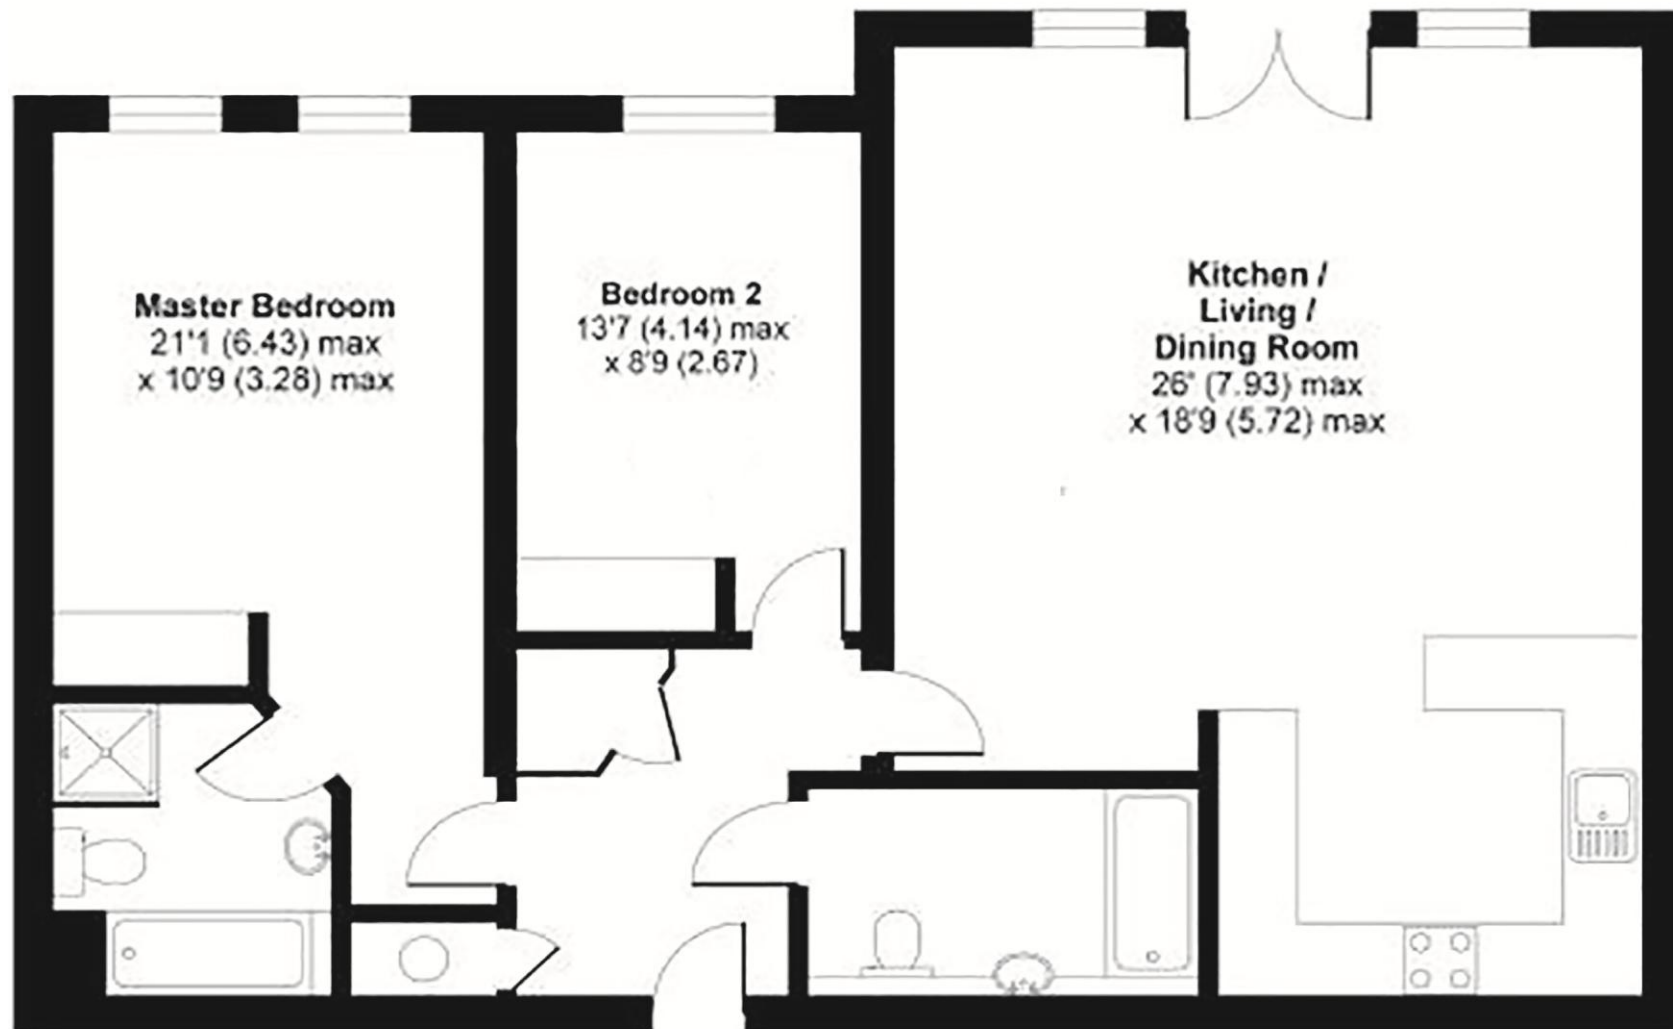 Master Bedroom
21'1 (6.43) max
x 10'9 (3.28) max
Bedroom 2
13'7 (4.14) max
x 8'9 (2.67)
Kitchen /
Living /
Dining Room
26' (7.93) max
x 18'9 (5.72) max